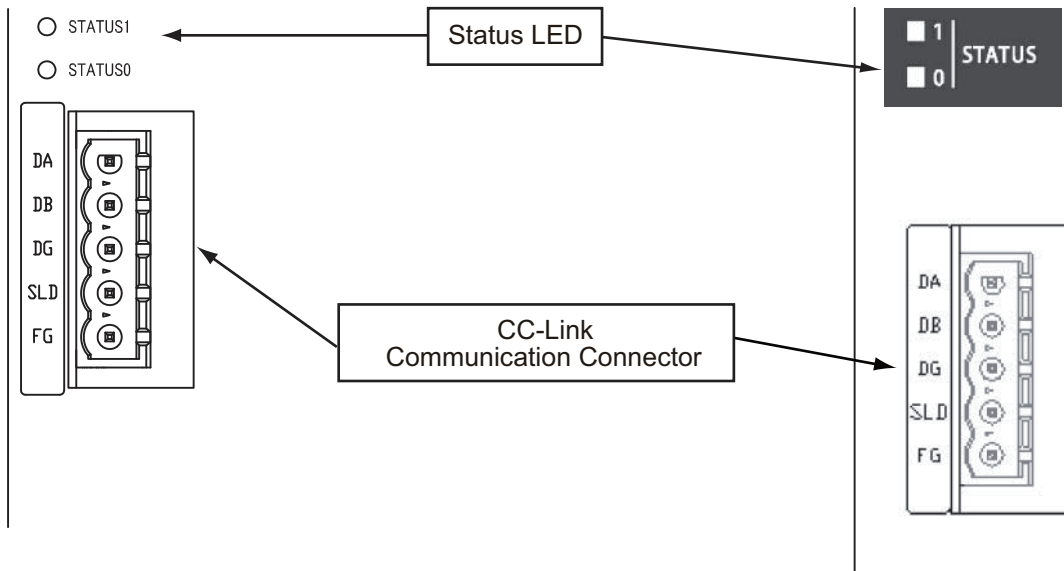 STATUS1
STATUS0
Status LED
1
0
STATUS
DA
DB
DG
SLD
FG
CC-Link
Communication Connector
DA
DB
DG
SLD
FG